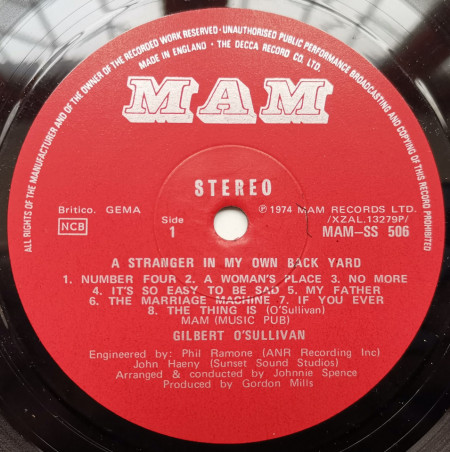 ALL RIGHTS OF THE MANUFACTURER AND OF THE OWNER OF THE RECORDED WORK RESERVED · UNAUTHORISED PUBLIC PERFORMANCE BROADCASTING AND COPYING OF THIS RECORD PROHIBITED
MADE IN ENGLAND · THE DECCA RECORD CO. LTD.
MAM
STEREO
Britico. GEMA
NCB
Side
1
Ⓟ 1974 MAM RECORDS LTD.
/XZAL.13279P/
MAM–SS 506
A STRANGER IN MY OWN BACK YARD
1. NUMBER FOUR 2. A WOMAN'S PLACE 3. NO MORE
4. IT'S SO EASY TO BE SAD 5. MY FATHER
6. THE MARRIAGE MACHINE 7. IF YOU EVER
8. THE THING IS (O'Sullivan)
MAM (MUSIC PUB)
GILBERT O'SULLIVAN
Engineered by: Phil Ramone (ANR Recording Inc)
John Haeny (Sunset Sound Studios)
Arranged & conducted by Johnnie Spence
Produced by Gordon Mills